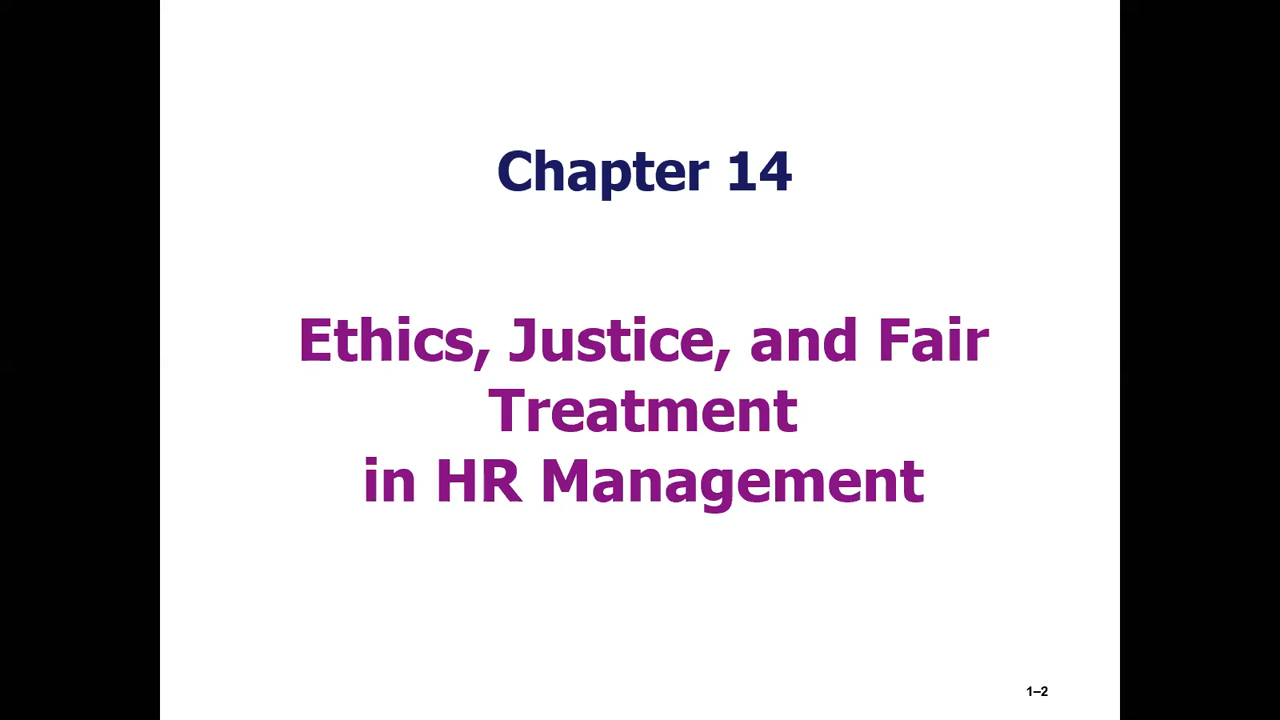 Chapter 14
Ethics, Justice, and Fair
Treatment
in HR Management
1–2